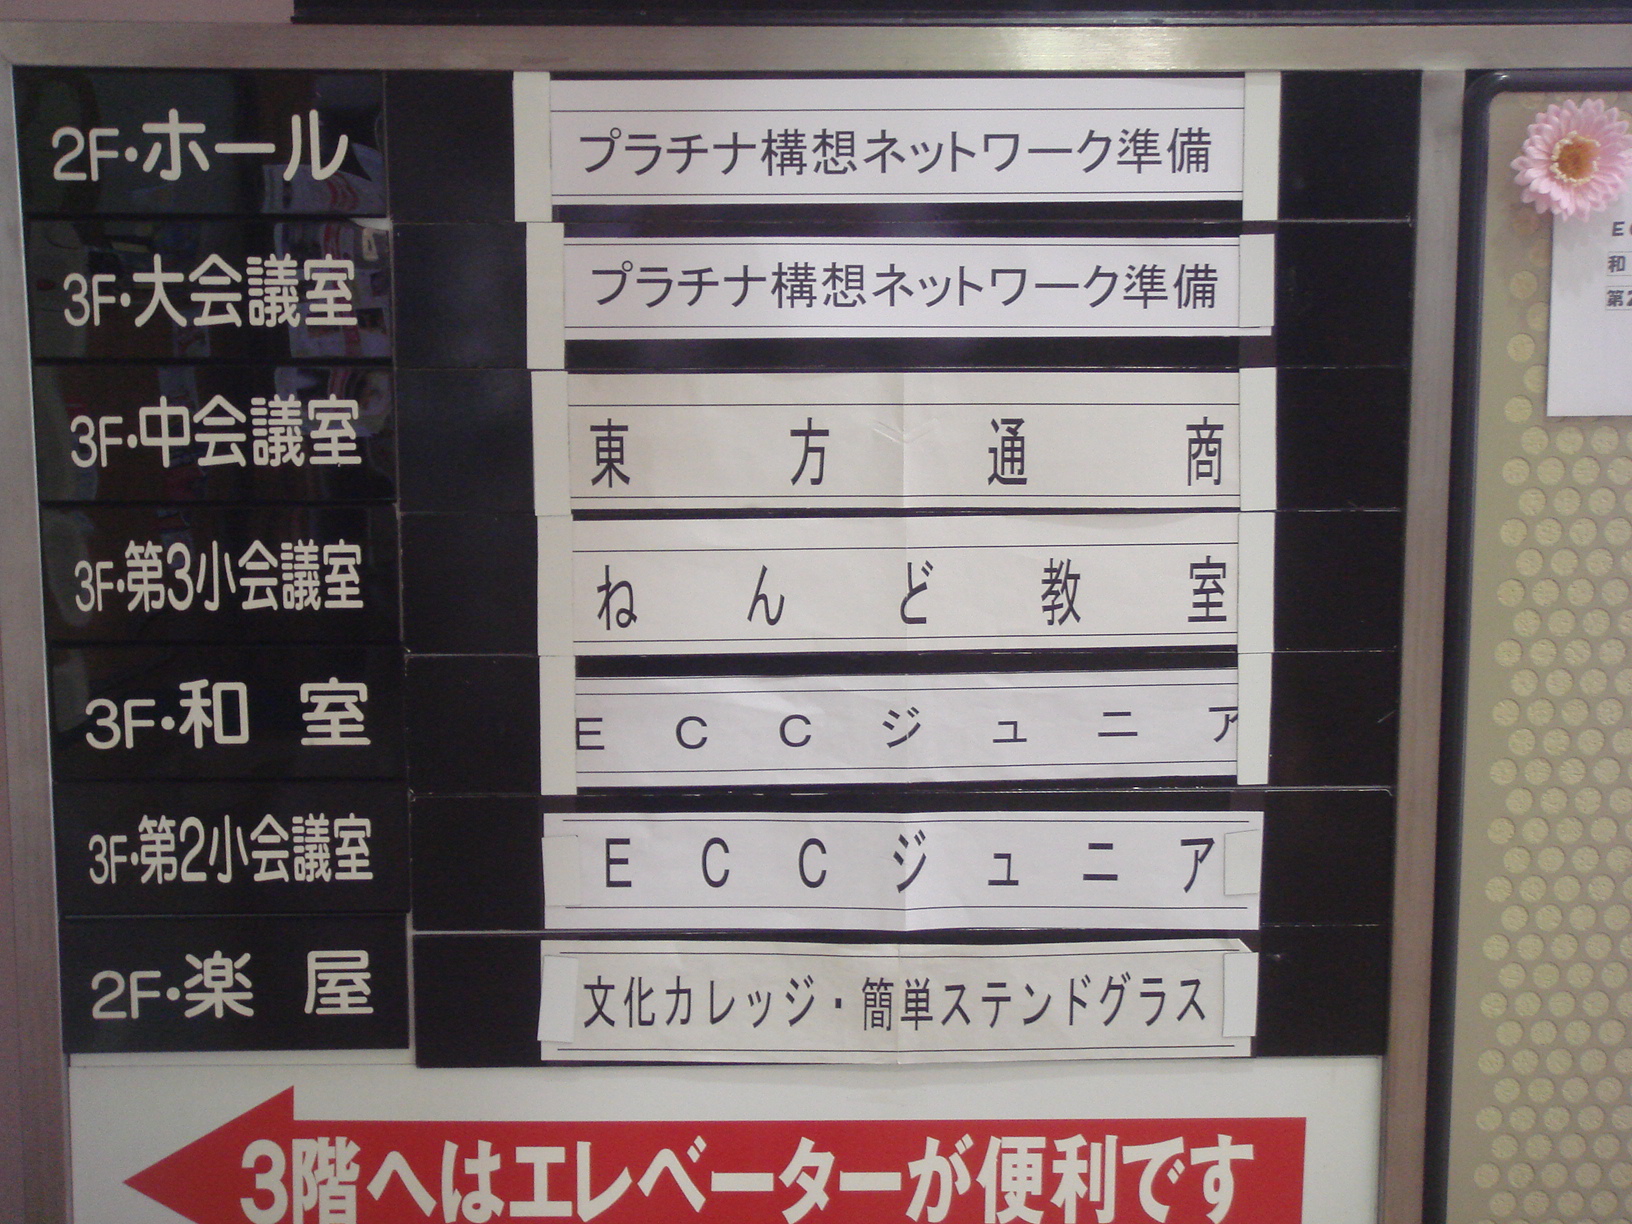 2F・ホール プラチナ構想ネットワーク準備
3F・大会議室 プラチナ構想ネットワーク準備
3F・中会議室 東方通商
3F・第3小会議室 ねんど教室
3F・和室 ECCジュニア
3F・第2小会議室 ECCジュニア
2F・楽屋 文化カレッジ・簡単ステンドグラス
3階へはエレベーターが便利です
和
第2